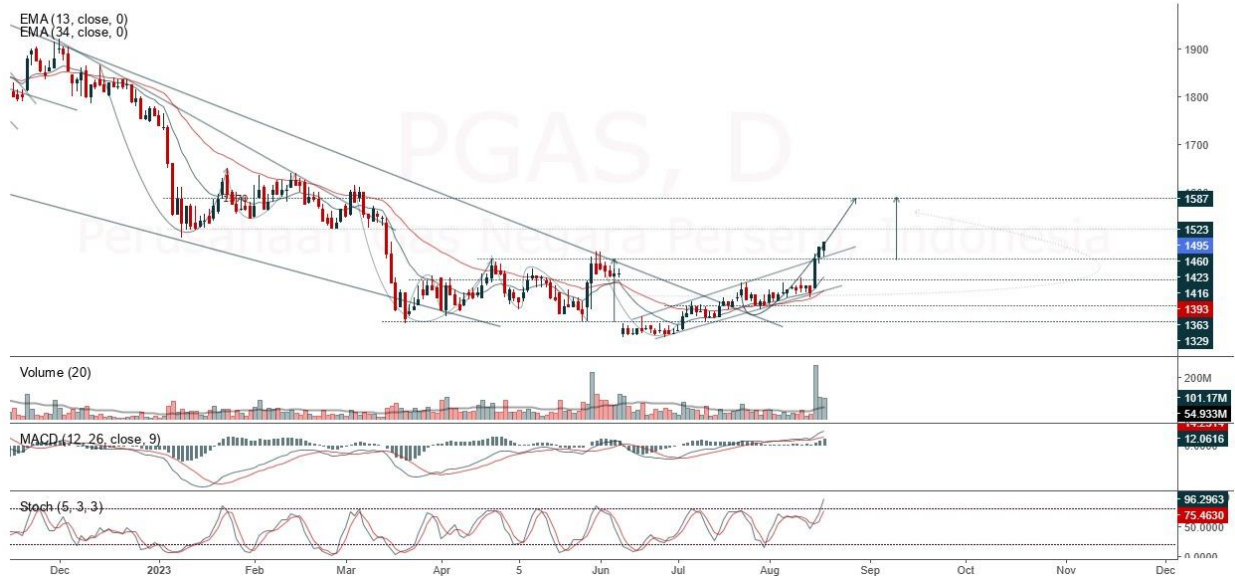 EMA (13, close, 0)
EMA (34, close, 0)
PGAS, D
Perusahaan Gas Negara Persero Indonesia
1900
1800
1700
1587
1523
1495
1460
1423
1416
1393
1363
1329
Volume (20)
200M
101.17M
54.933M
MACD (12, 26, close, 9)
12.0616
Stoch (5, 3, 3)
96.2963
75.4630
50.0000
0.0000
Dec 2023 Feb Mar Apr 5 Jun Jul Aug Sep Oct Nov Dec